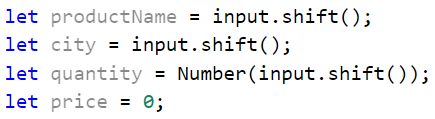 let productName = input.shift();
let city = input.shift();
let quantity = Number(input.shift());
let price = 0;